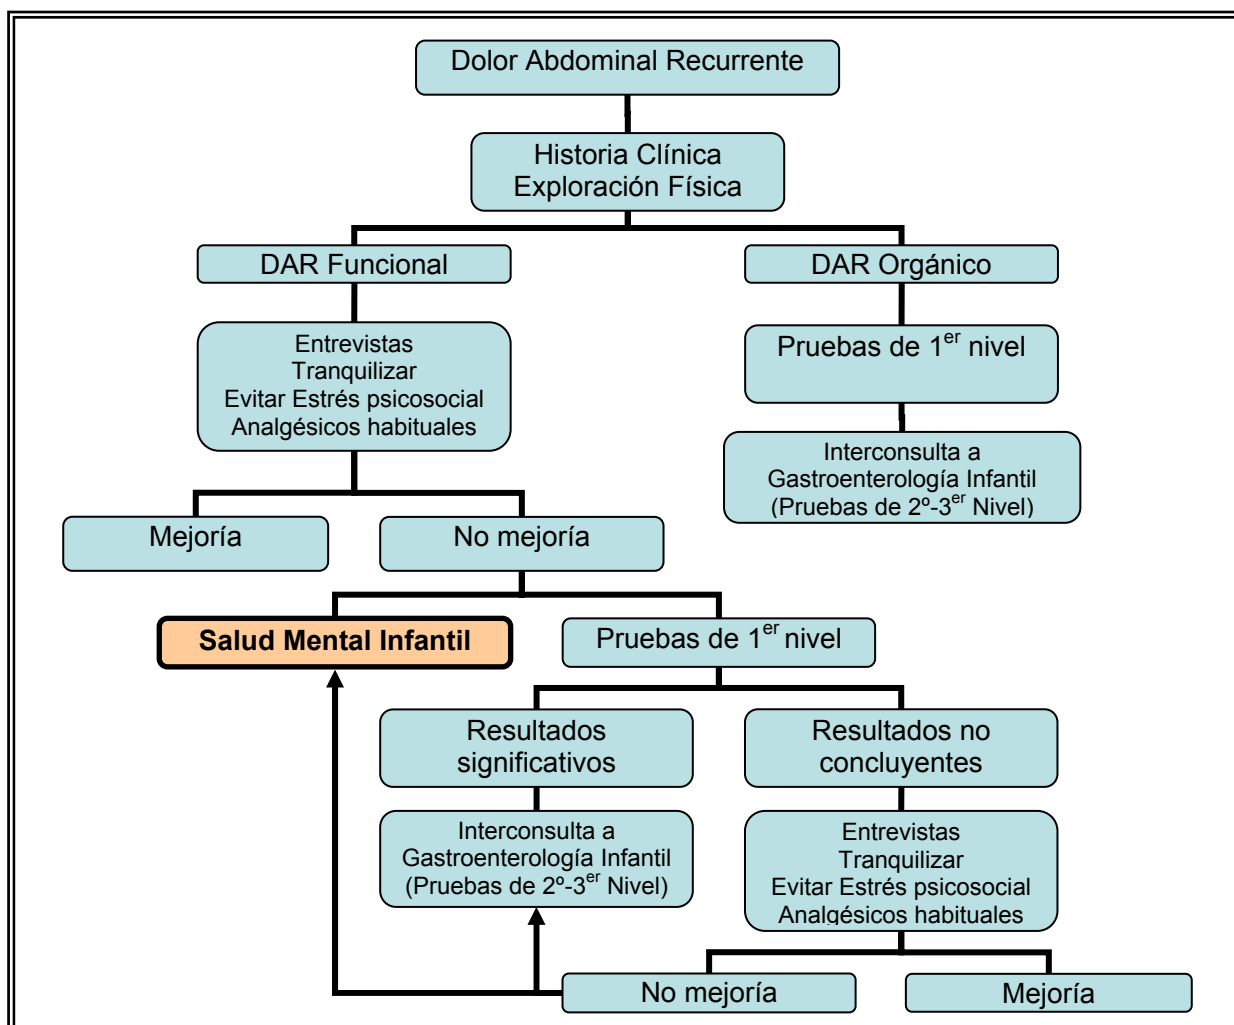 Dolor Abdominal Recurrente
Historia Clínica
Exploración Física
DAR Funcional
DAR Orgánico
Entrevistas
Tranquilizar
Evitar Estrés psicosocial
Analgésicos habituales
Pruebas de 1er nivel
Interconsulta a
Gastroenterología Infantil
(Pruebas de 2º-3er Nivel)
Mejoría
No mejoría
Salud Mental Infantil
Pruebas de 1er nivel
Resultados
significativos
Resultados no
concluyentes
Interconsulta a
Gastroenterología Infantil
(Pruebas de 2º-3er Nivel)
Entrevistas
Tranquilizar
Evitar Estrés psicosocial
Analgésicos habituales
No mejoría
Mejoría